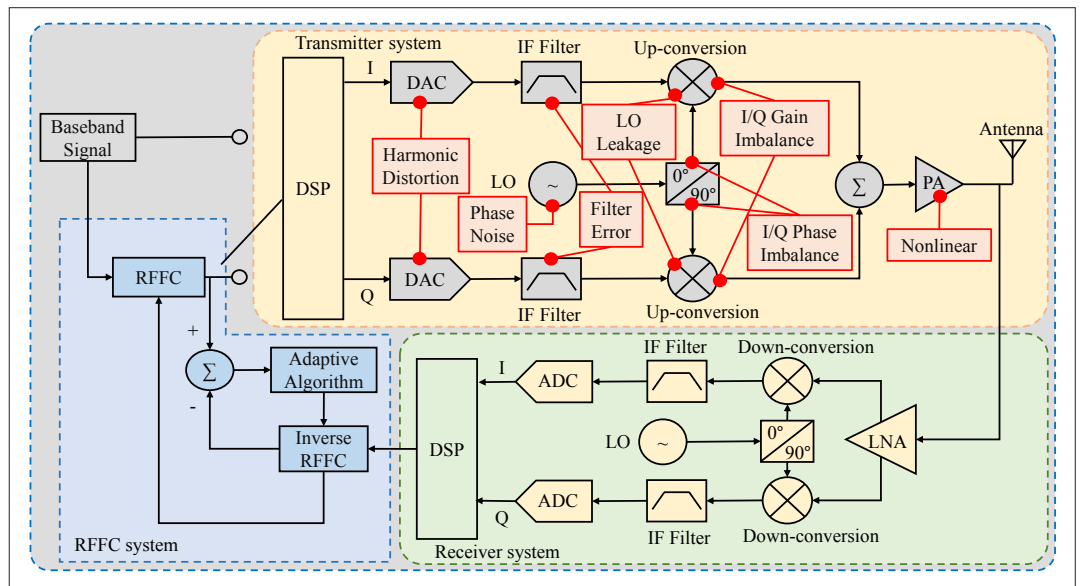 Transmitter system
IF Filter
Up-conversion
I
DAC
Baseband
Signal
DSP
Harmonic
Distortion
LO
Leakage
I/Q Gain
Imbalance
Antenna
LO
~
0°
90°
∑
PA
Phase
Noise
Filter
Error
I/Q Phase
Imbalance
Nonlinear
RFFC
DAC
Q
IF Filter
Up-conversion
+
∑
-
Adaptive
Algorithm
Inverse
RFFC
IF Filter
Down-conversion
I
ADC
DSP
LO
~
0°
90°
LNA
ADC
Q
IF Filter
Down-conversion
RFFC system
Receiver system